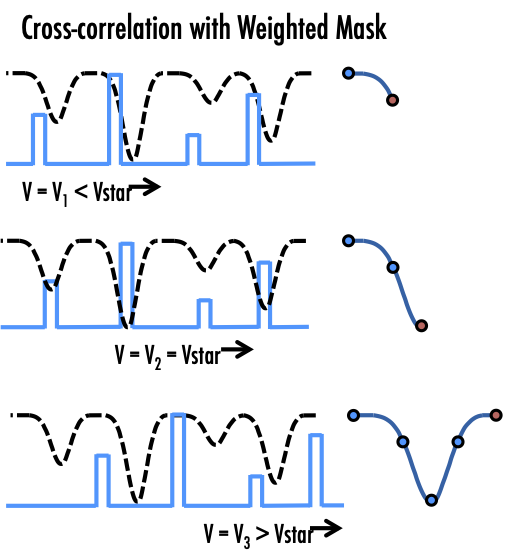 Cross-correlation with Weighted Mask
V = V₁ < Vstar
V = V₂ = Vstar
V = V₃ > Vstar